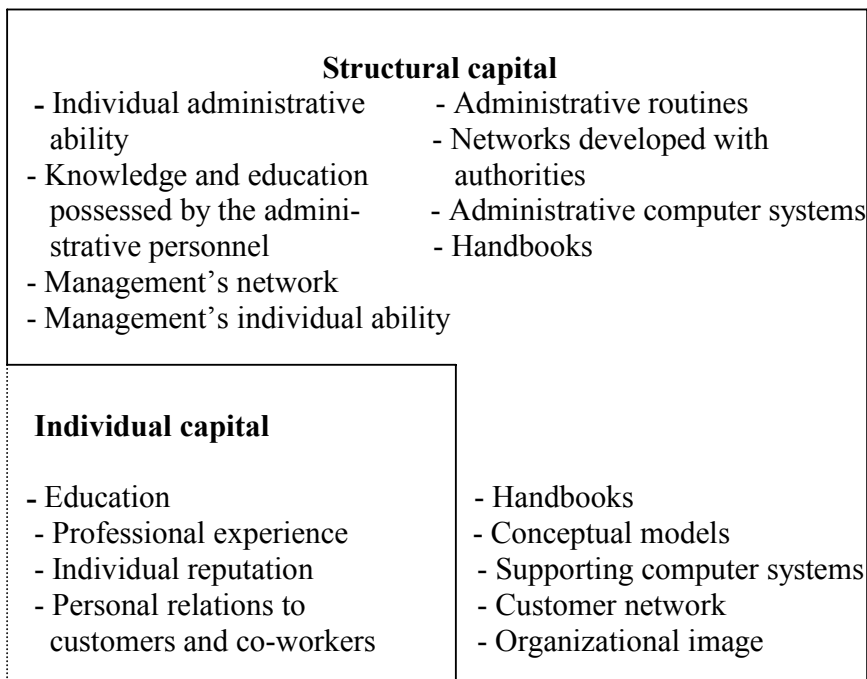 Structural capital
- Individual administrative
ability
- Knowledge and education
possessed by the admini-
strative personnel
- Management’s network
- Management’s individual ability
- Administrative routines
- Networks developed with
authorities
- Administrative computer systems
- Handbooks
Individual capital
- Education
- Professional experience
- Individual reputation
- Personal relations to
customers and co-workers
- Handbooks
- Conceptual models
- Supporting computer systems
- Customer network
- Organizational image